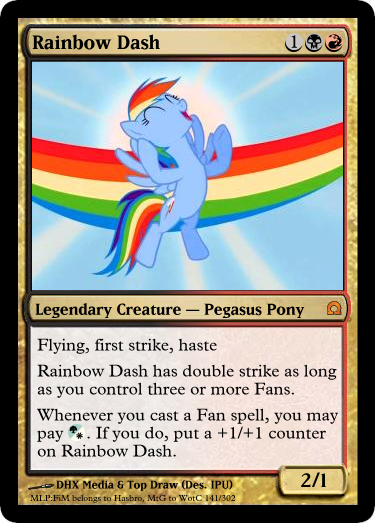 Rainbow Dash 1
Legendary Creature — Pegasus Pony
Flying, first strike, haste
Rainbow Dash has double strike as long
as you control three or more Fans.
Whenever you cast a Fan spell, you may
pay . If you do, put a +1/+1 counter
on Rainbow Dash.
2/1
DHX Media & Top Draw (Des. IPU)
MLP:FiM belongs to Hasbro, MtG to WotC 141/302